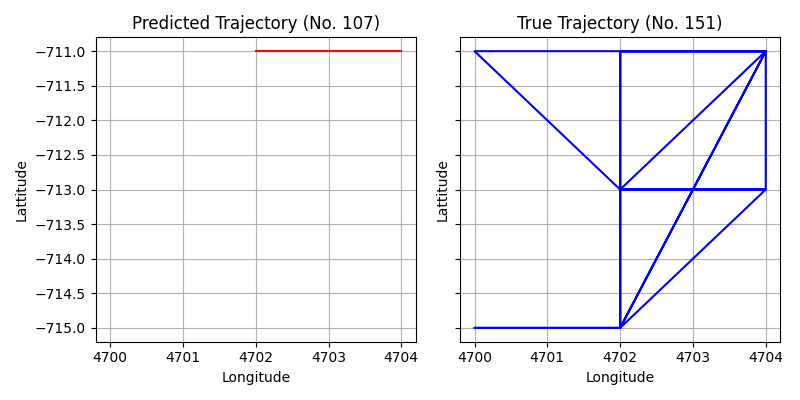 Predicted Trajectory (No. 107)
True Trajectory (No. 151)
Lattitude
−711.0
−711.5
−712.0
−712.5
−713.0
−713.5
−714.0
−714.5
−715.0
4700 4701 4702 4703 4704
Longitude
Lattitude
4700 4701 4702 4703 4704
Longitude